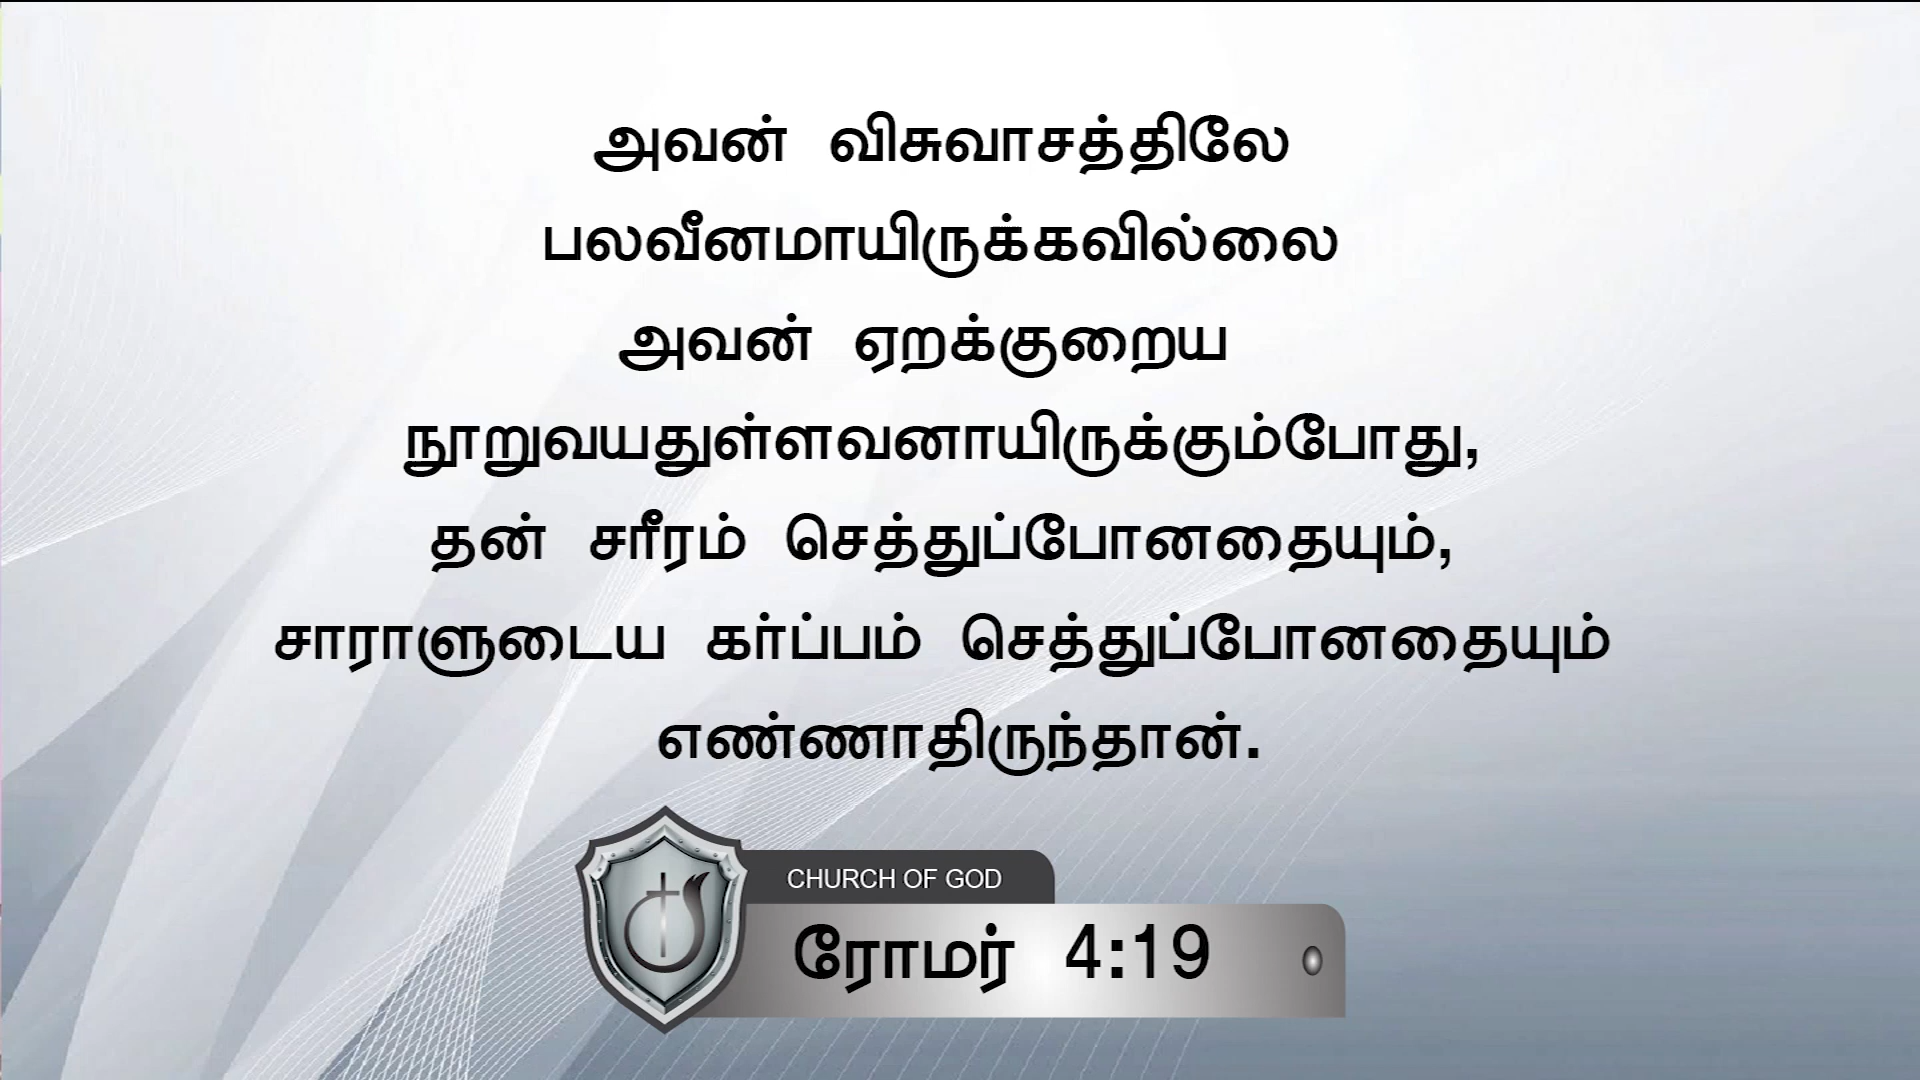 அவன் விசுவாசத்திலே
பலவீனமாயிருக்கவில்லை
அவன் ஏறக்குறைய
நூறுவயதுள்ளவனாயிருக்கும்போது,
தன் சரீரம் செத்துப்போனதையும்,
சாராளுடைய கர்ப்பம் செத்துப்போனதையும்
எண்ணாதிருந்தான்.
CHURCH OF GOD
ரோமர் 4:19